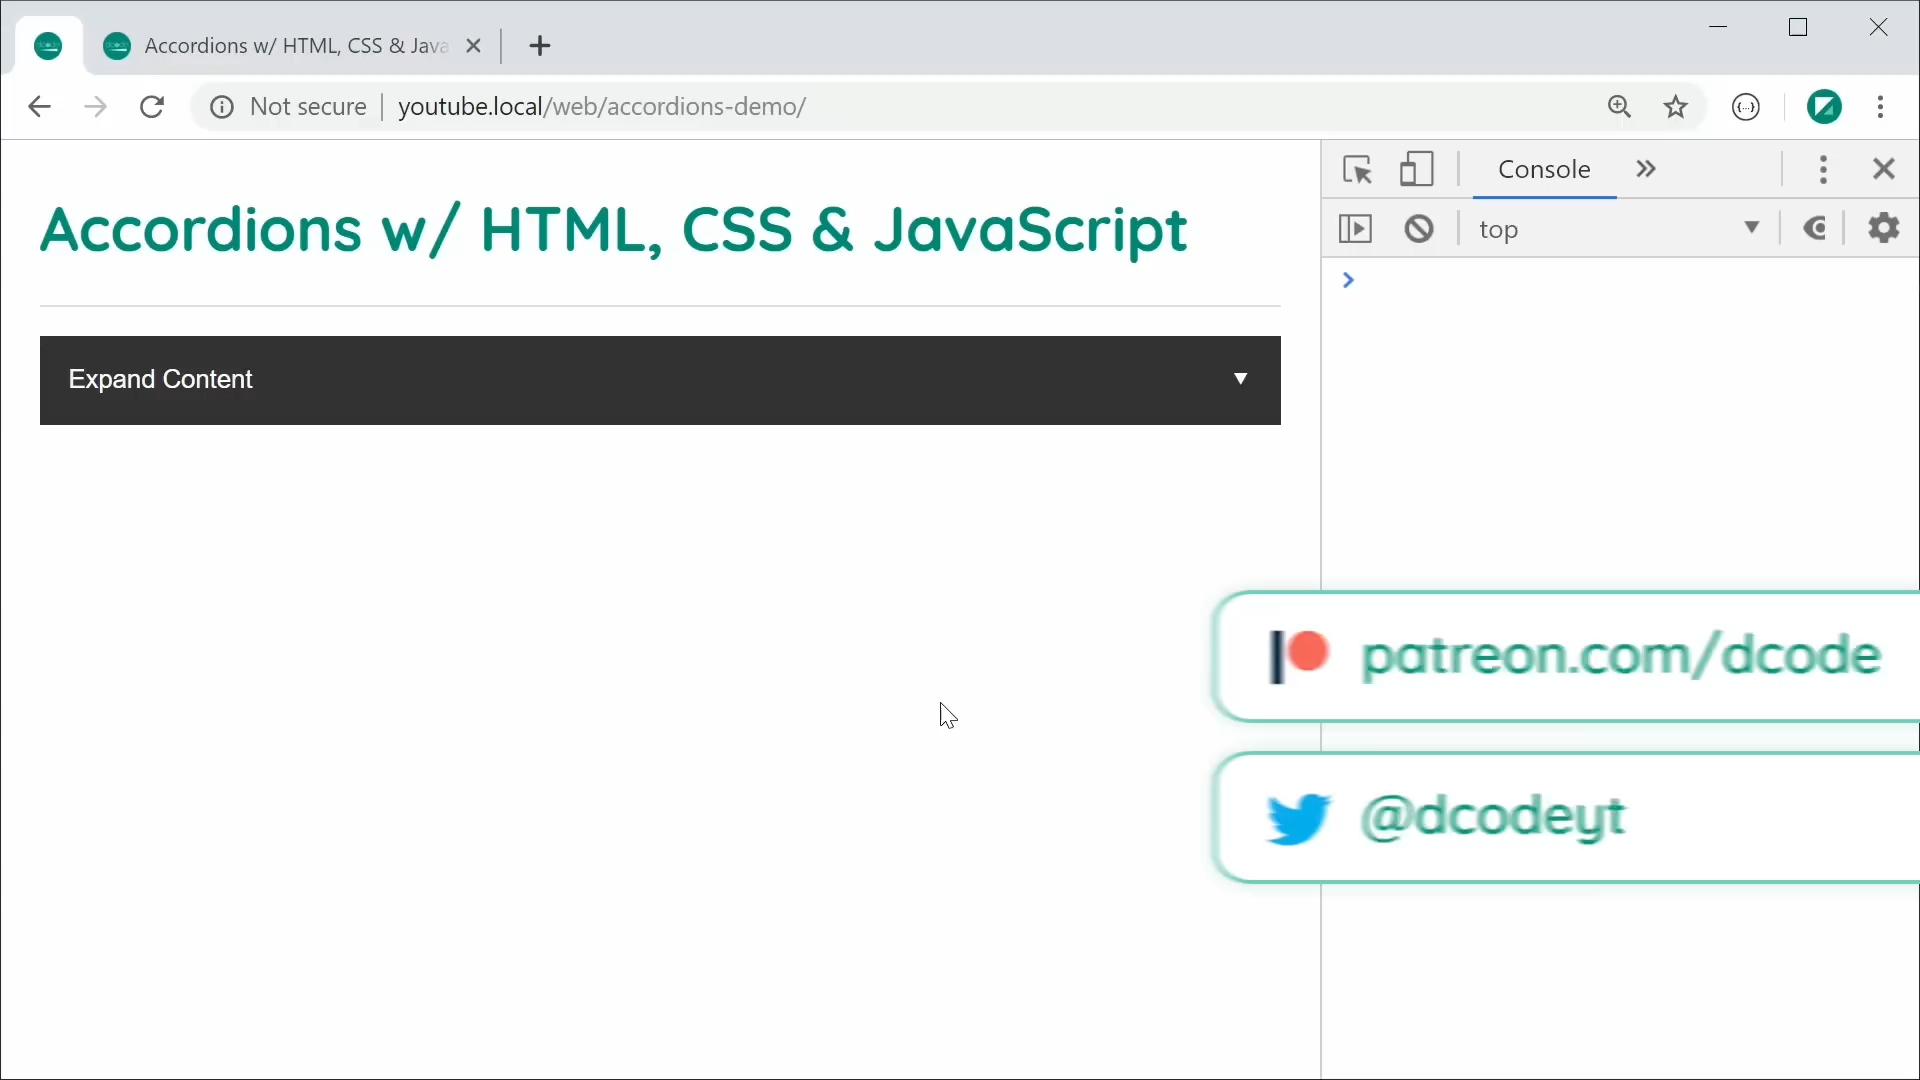 Accordions w/ HTML, CSS & Java
Not secure
youtube.local/web/accordions-demo/
Console
top
Accordions w/ HTML, CSS & JavaScript
Expand Content
patreon.com/dcode
@dcodeyt